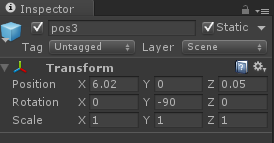 Inspector
pos3 Static
Tag Untagged Layer Scene
Transform
Position X 6.02 Y 0 Z 0.05
Rotation X 0 Y -90 Z 0
Scale X 1 Y 1 Z 1